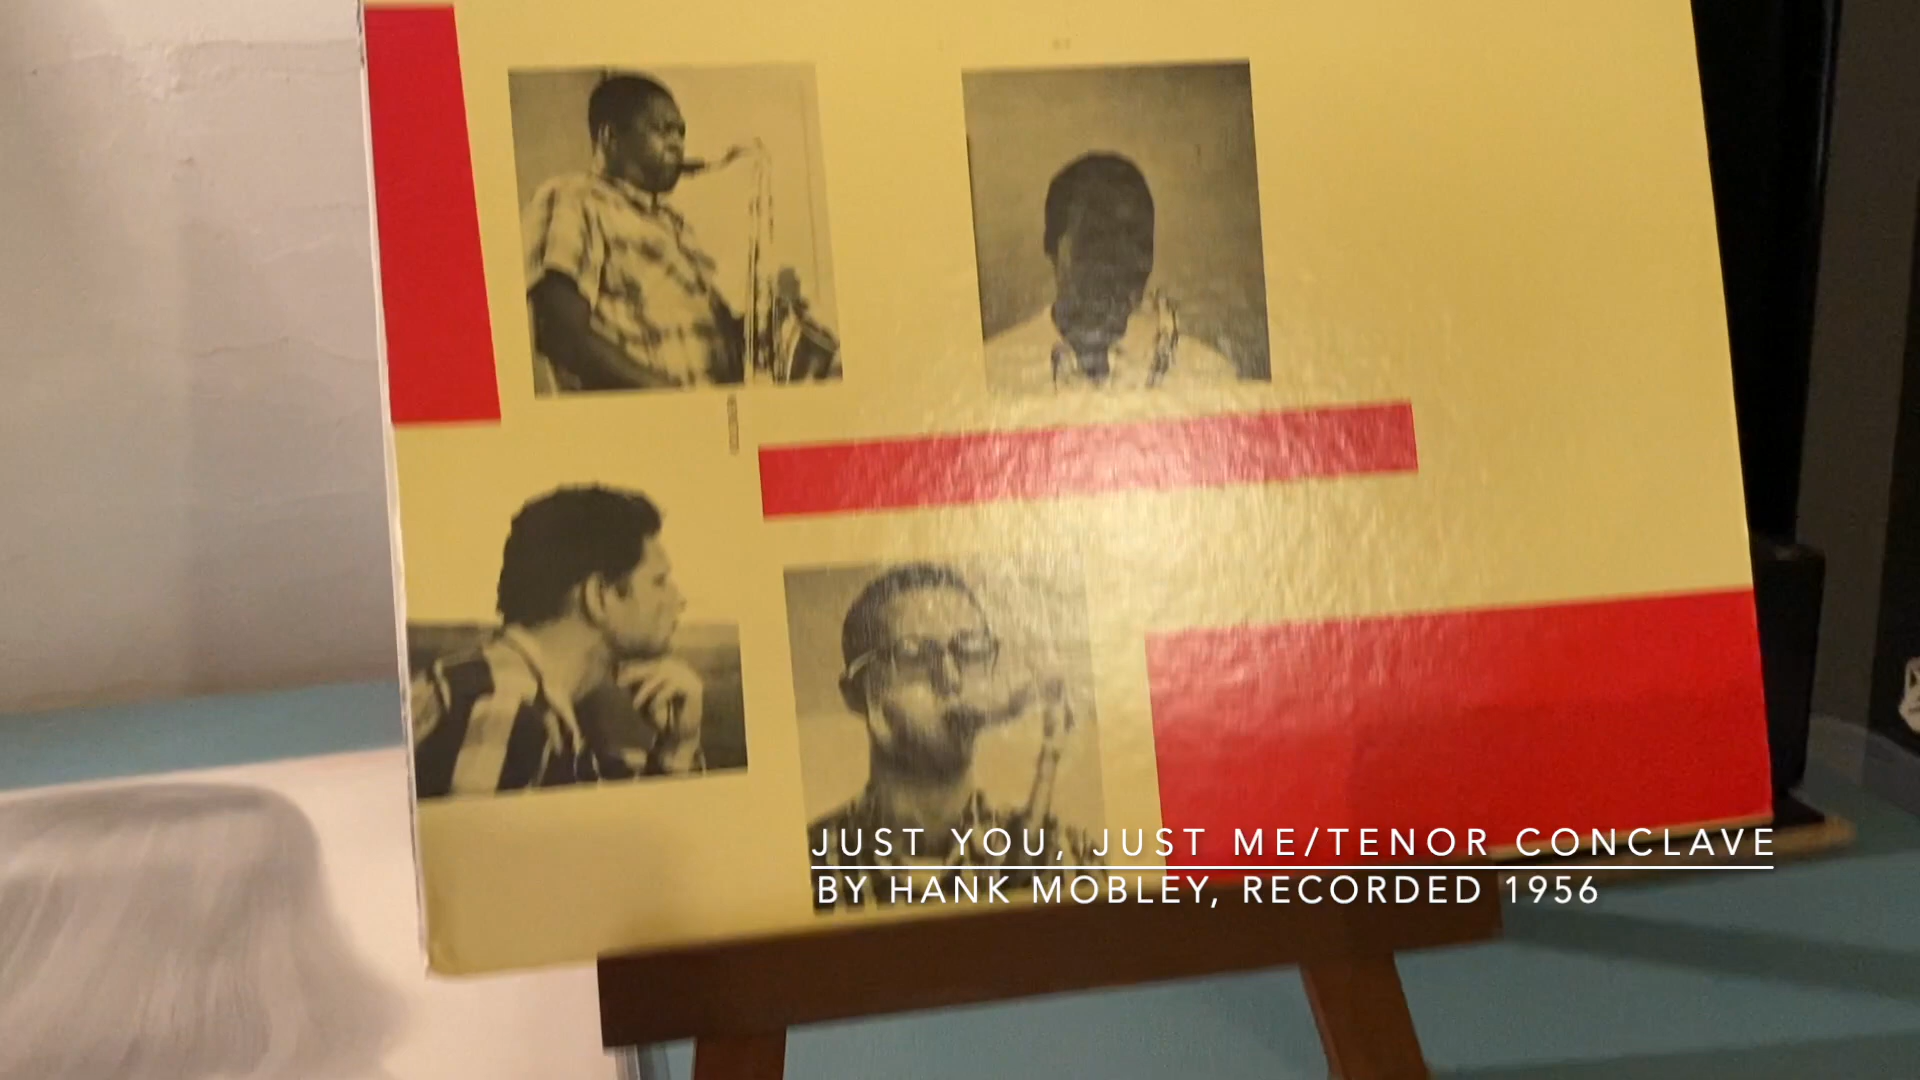 JUST YOU, JUST ME/TENOR CONCLAVE
BY HANK MOBLEY, RECORDED 1956